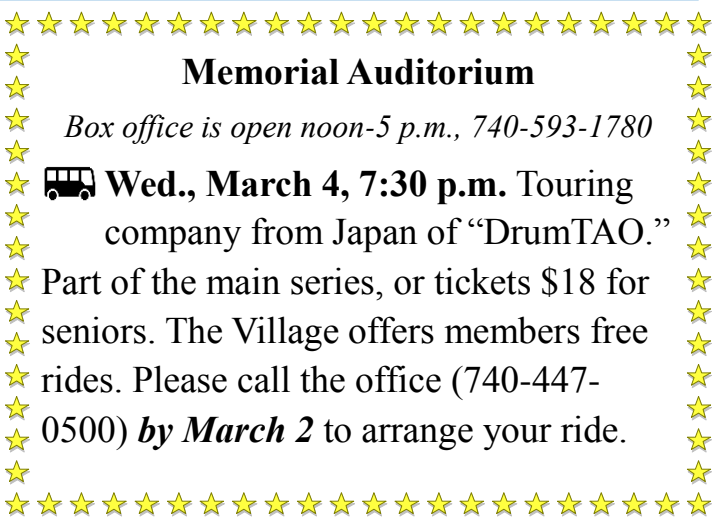 Memorial Auditorium
Box office is open noon-5 p.m., 740-593-1780
Wed., March 4, 7:30 p.m. Touring
company from Japan of “DrumTAO.”
Part of the main series, or tickets $18 for
seniors. The Village offers members free
rides. Please call the office (740-447-
0500) by March 2 to arrange your ride.